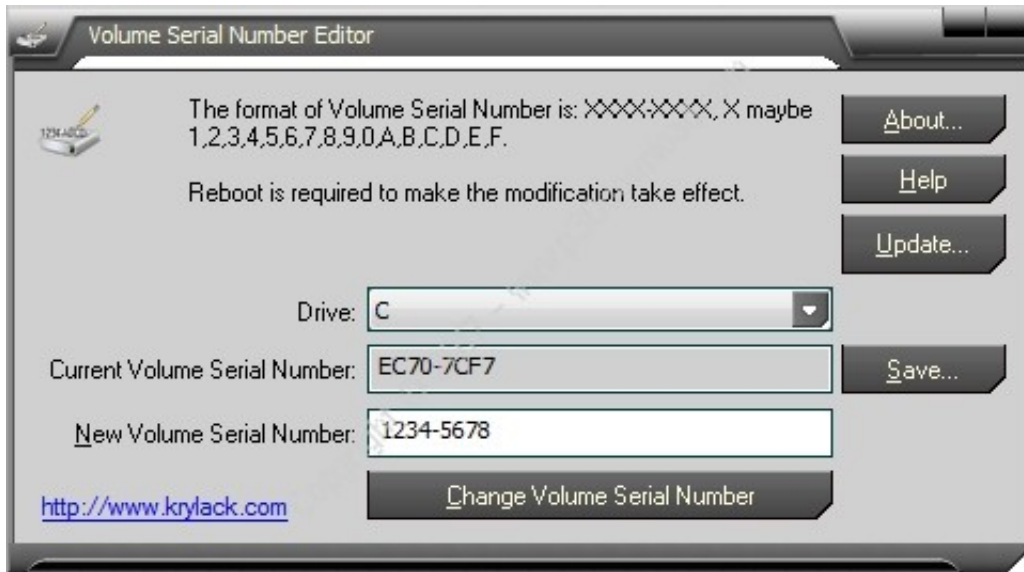 Volume Serial Number Editor
The format of Volume Serial Number is: XXXX-XXXX, X maybe
1,2,3,4,5,6,7,8,9,0,A,B,C,D,E,F.
About...
Reboot is required to make the modification take effect.
Help
Update...
Drive: C
Current Volume Serial Number: EC70-7CF7
Save...
New Volume Serial Number: 1234-5678
http://www.krylack.com
Change Volume Serial Number